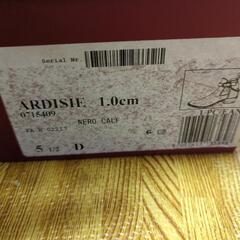 Serial Nr.
ARDISIE 1.0cm
0715409
NERO CALF
5 1/2 D